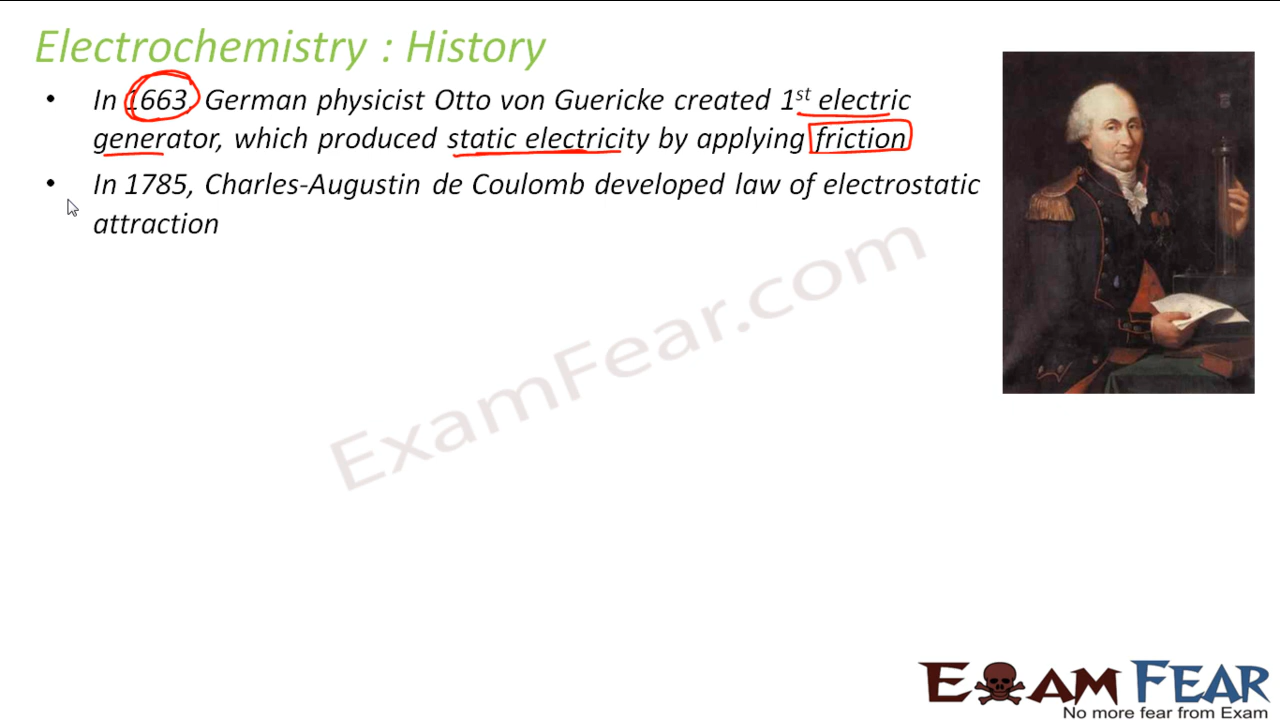 Electrochemistry : History
• In 1663, German physicist Otto von Guericke created 1st electric
generator, which produced static electricity by applying friction
• In 1785, Charles-Augustin de Coulomb developed law of electrostatic
attraction
ExamFear.com
EXAM FEAR
No more fear from Exam